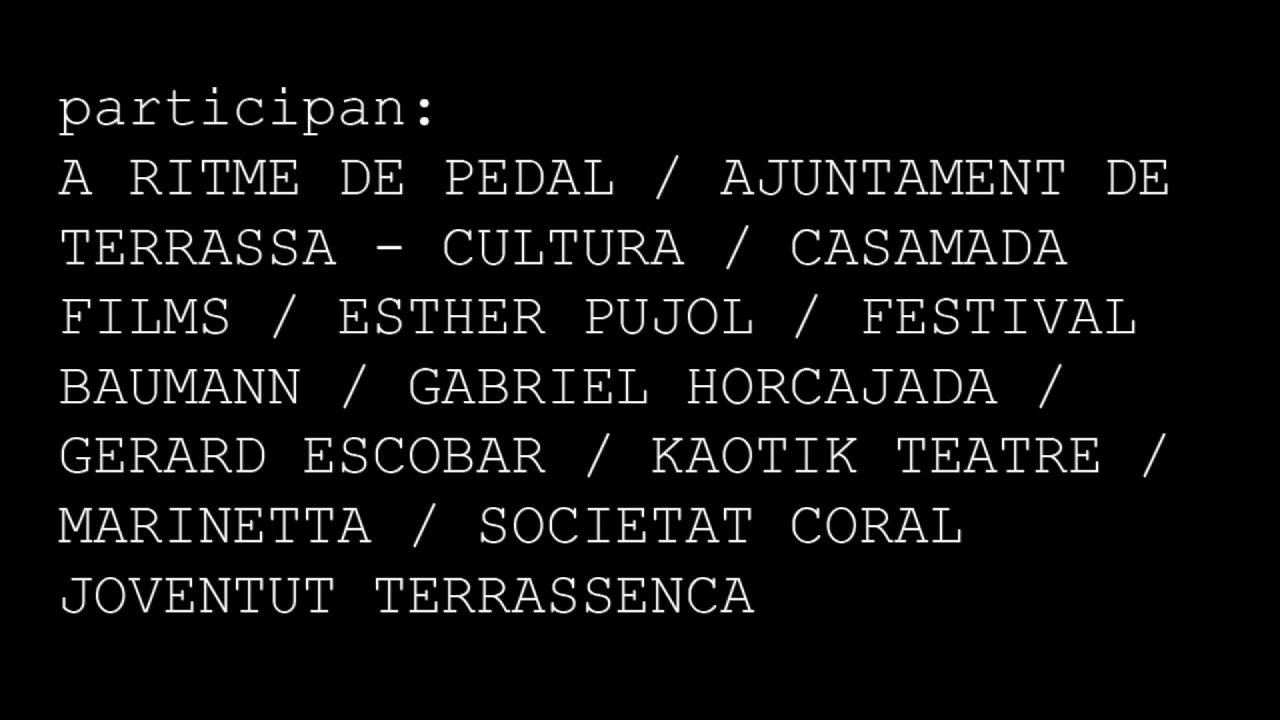 participan:
A RITME DE PEDAL / AJUNTAMENT DE
TERRASSA - CULTURA / CASAMADA
FILMS / ESTHER PUJOL / FESTIVAL
BAUMANN / GABRIEL HORCAJADA /
GERARD ESCOBAR / KAOTIK TEATRE /
MARINETTA / SOCIETAT CORAL
JOVENTUT TERRASSENCA